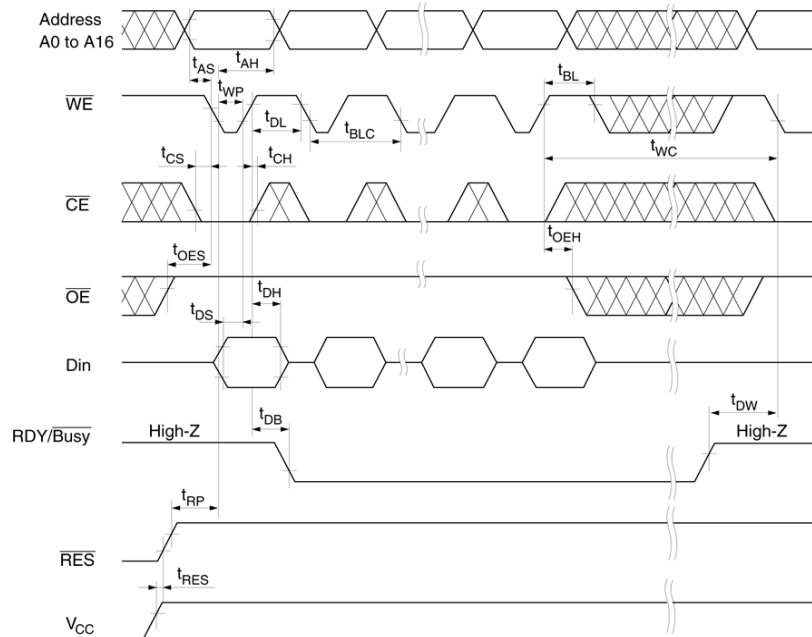 Address
A0 to A16
tAS
tAH
tWP
tBL
WE
tDL
tBLC
tWC
tCS
tCH
CE
tOES
tOEH
OE
tDH
tDS
Din
tDB
tDW
RDY/Busy
High-Z
High-Z
tRP
RES
tRES
VCC